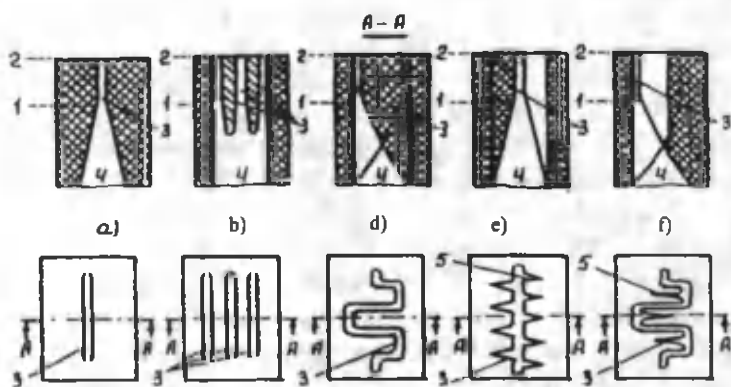 A – A
2 2 2 2 2
1 1 1 1 1
3 3 3 3 3
4 4 4 4 4
a) b) d) e) f)
5 5
A A A A A A A A A A
3 3 3 3 3